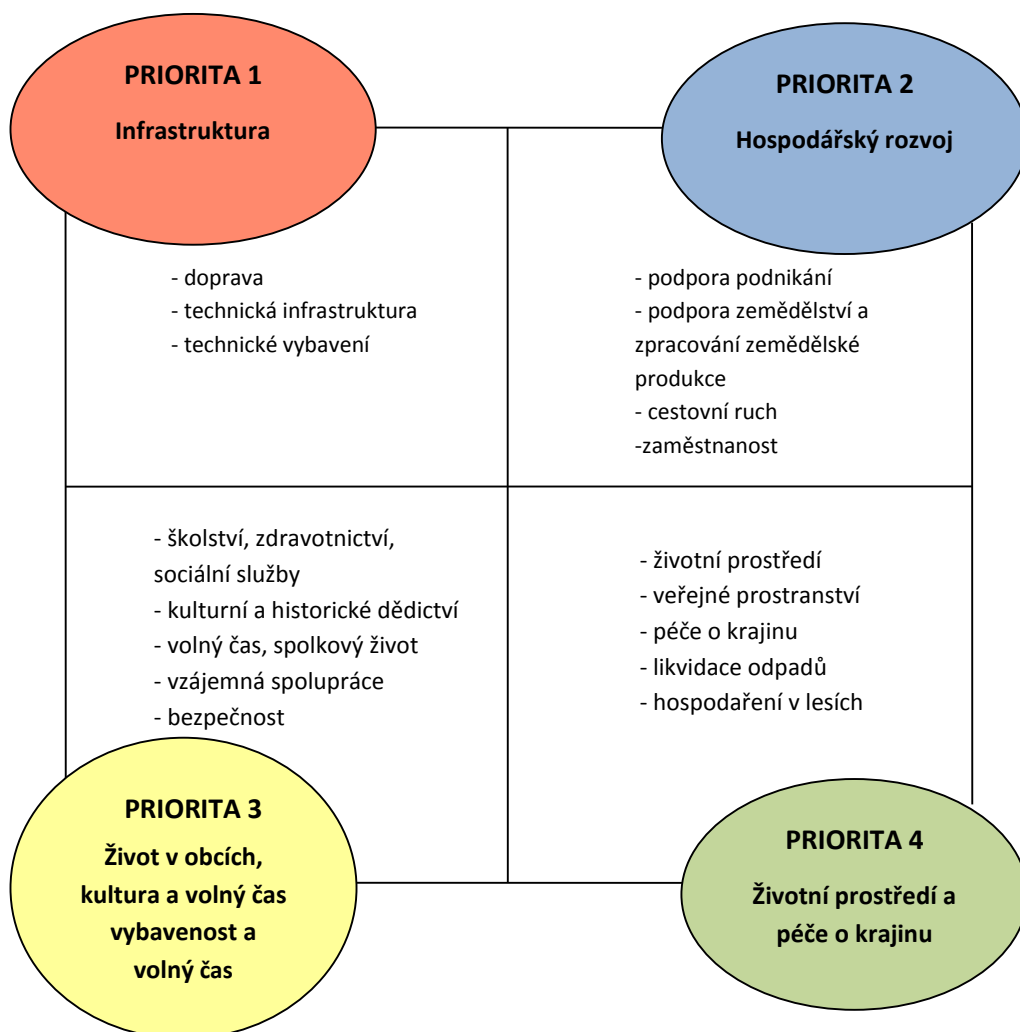 PRIORITA 1
Infrastruktura
- doprava
- technická infrastruktura
- technické vybavení
PRIORITA 2
Hospodářský rozvoj
- podpora podnikání
- podpora zemědělství a
zpracování zemědělské
produkce
- cestovní ruch
-zaměstnanost
- školství, zdravotnictví,
sociální služby
- kulturní a historické dědictví
- volný čas, spolkový život
- vzájemná spolupráce
- bezpečnost
PRIORITA 3
Život v obcích,
kultura a volný čas
vybavenost a
volný čas
- životní prostředí
- veřejné prostranství
- péče o krajinu
- likvidace odpadů
- hospodaření v lesích
PRIORITA 4
Životní prostředí a
péče o krajinu